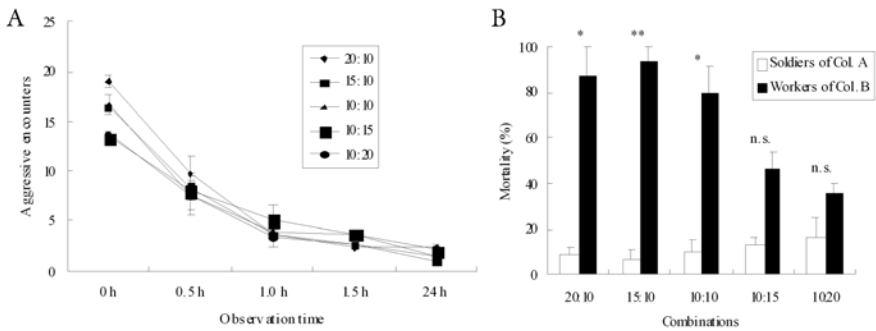 A
25
20
15
10
5
0
Aggressive encounters
0 h
0.5 h
1.0 h
1.5 h
24 h
Observation time
20:10
15:10
10:10
10:15
10:20
B
100
80
60
40
20
0
Mortality (%)
*
**
*
n.s.
n.s.
Soldiers of Col. A
Workers of Col. B
20:10
15:10
10:10
10:15
1020
Combinations